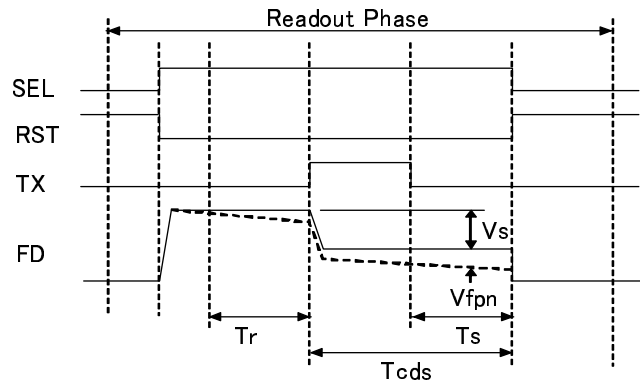 Readout Phase
SEL
RST
TX
FD
Vs
Vfpn
Tr
Ts
Tcds